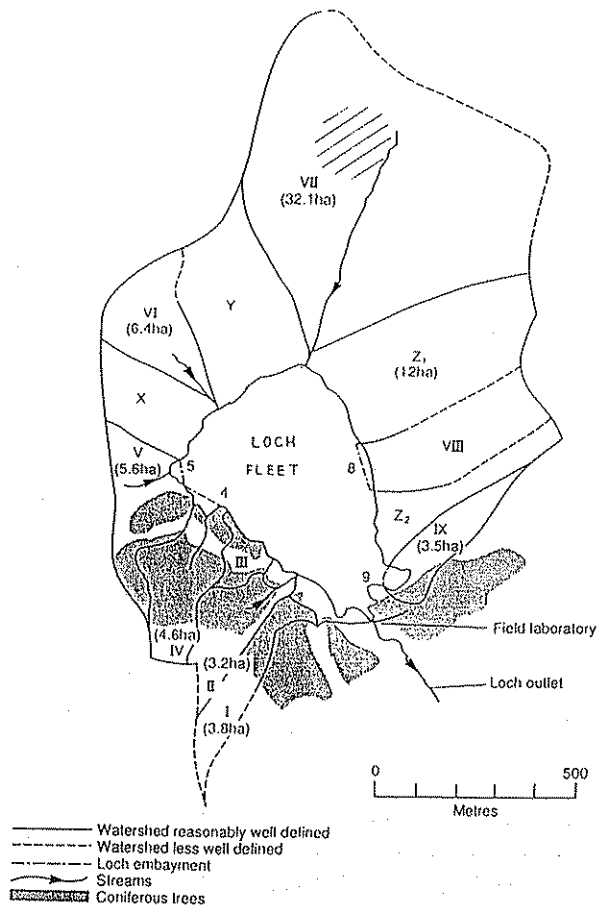 VII
(32.1ha)
VI
(6.4ha)
Y
X
Z₁
(12ha)
V
(5.6ha)
5
LOCH
FLEET
8
VIII
4
Z₂
IX
(3.5ha)
III
9
(4.6ha)
IV
(3.2ha)
II
I
(3.8ha)
Field laboratory
Loch outlet
0 500
Metres
Watershed reasonably well defined
Watershed less well defined
Loch embayment
Streams
Coniferous trees